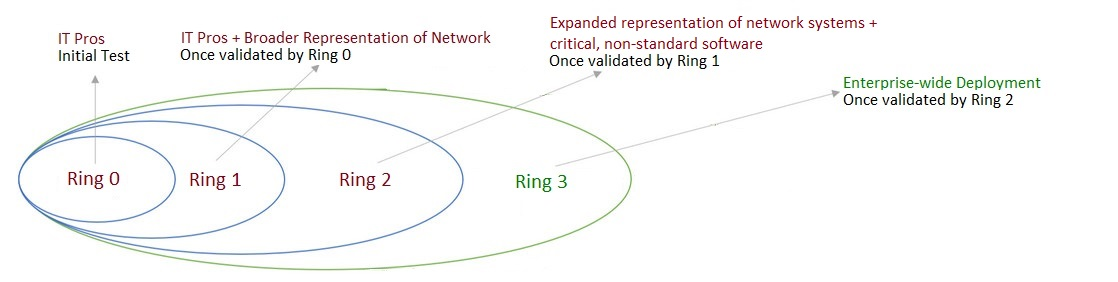 IT Pros
Initial Test
IT Pros + Broader Representation of Network
Once validated by Ring 0
Expanded representation of network systems +
critical, non-standard software
Once validated by Ring 1
Enterprise-wide Deployment
Once validated by Ring 2
Ring 0
Ring 1
Ring 2
Ring 3